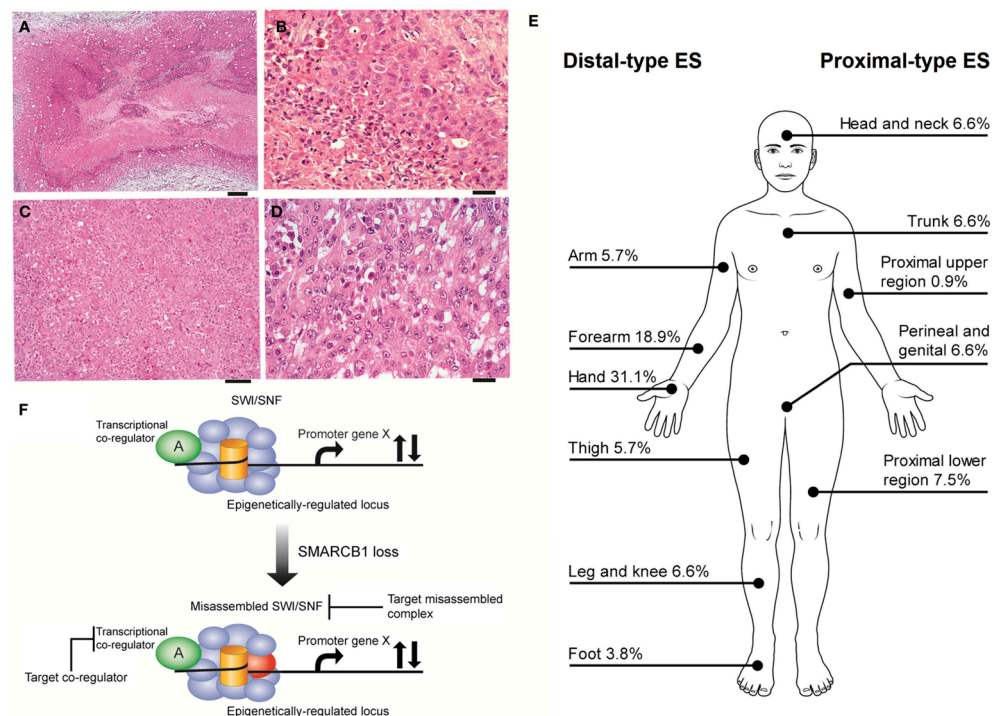 A
B
C
D
E
Distal-type ES
Proximal-type ES
Head and neck 6.6%
Trunk 6.6%
Arm 5.7%
Proximal upper
region 0.9%
Forearm 18.9%
Perineal and
genital 6.6%
Hand 31.1%
Thigh 5.7%
Proximal lower
region 7.5%
Leg and knee 6.6%
Foot 3.8%
F
SWI/SNF
Transcriptional
co-regulator
A
Promoter gene X
Epigenetically-regulated locus
SMARCB1 loss
Misassembled SWI/SNF
Target misassembled
complex
Transcriptional
co-regulator
A
Promoter gene X
Target co-regulator
Epigenetically-regulated locus